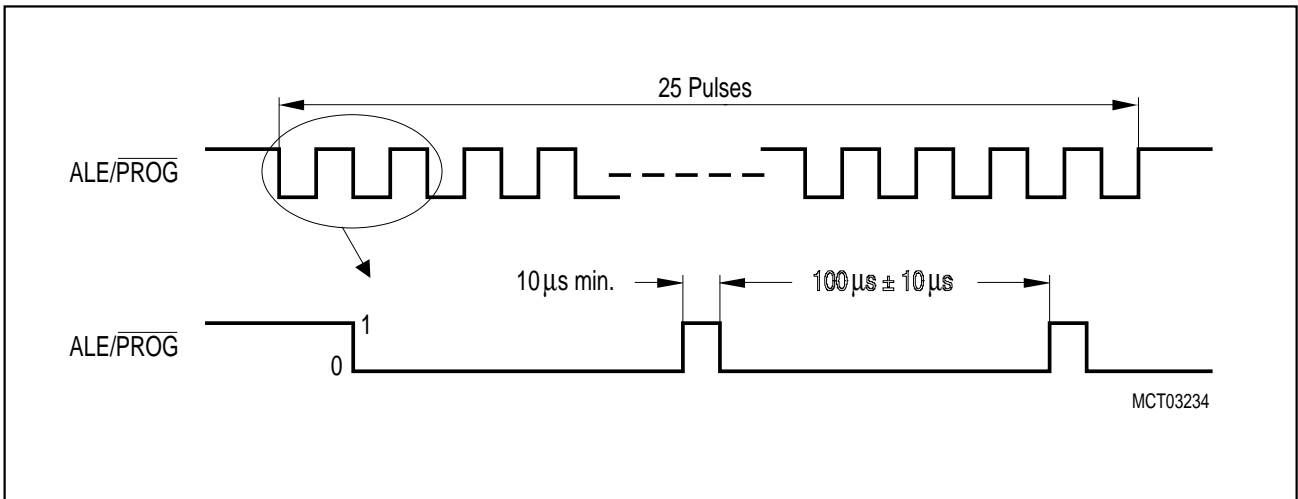 25 Pulses
ALE/PROG
10 µs min.
100 µs ± 10 µs
ALE/PROG
1
0
MCT03234